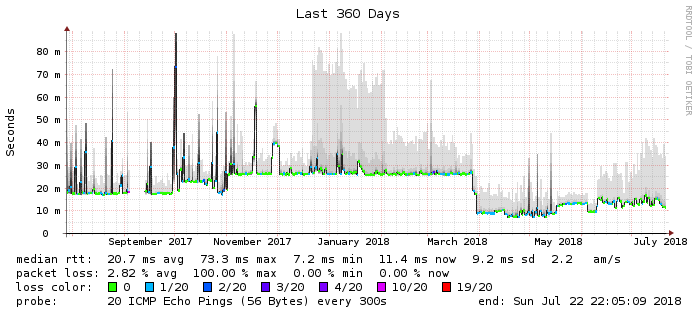 Last 360 Days
RRDTOOL / TOBI OETIKER
Seconds
80 m
70 m
60 m
50 m
40 m
30 m
20 m
10 m
0
September 2017 November 2017 January 2018 March 2018 May 2018 July 2018
median rtt: 20.7 ms avg 73.3 ms max 7.2 ms min 11.4 ms now 9.2 ms sd 2.2 am/s
packet loss: 2.82 % avg 100.00 % max 0.00 % min 0.00 % now
loss color: 0 1/20 2/20 3/20 4/20 10/20 19/20
probe: 20 ICMP Echo Pings (56 Bytes) every 300s end: Sun Jul 22 22:05:09 2018